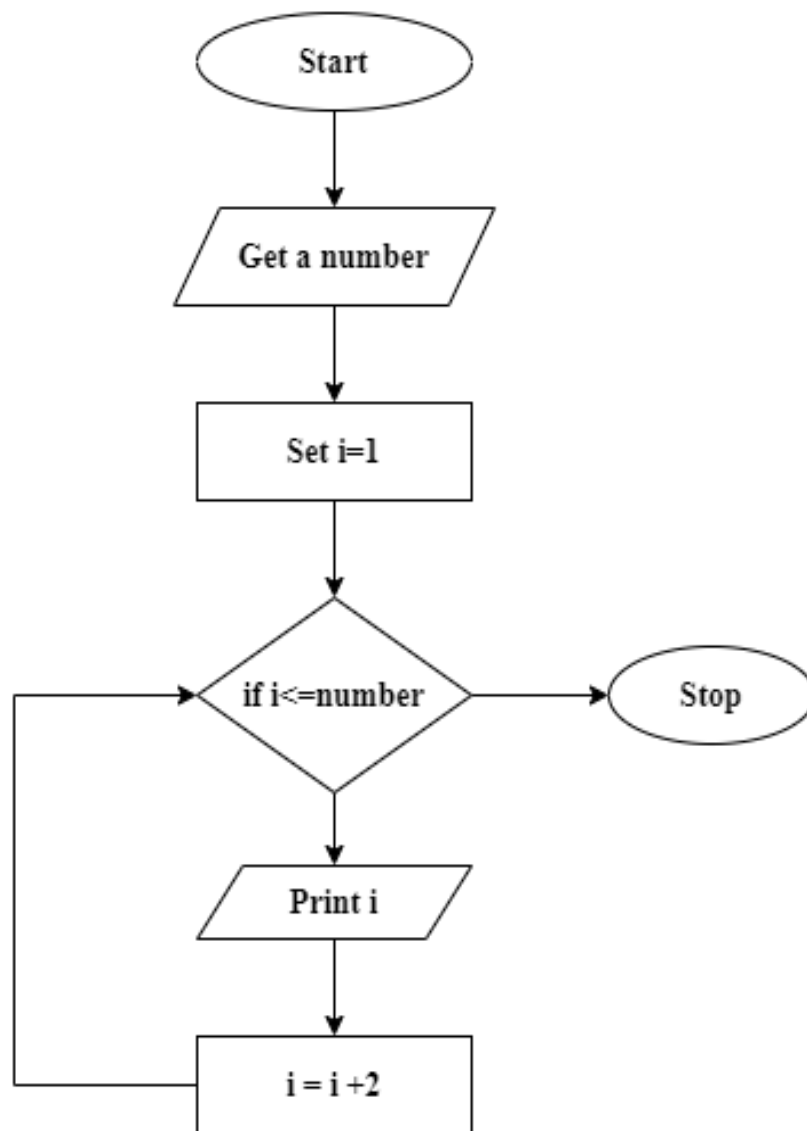 Start
Get a number
Set i=1
if i<=number
Stop
Print i
i = i +2